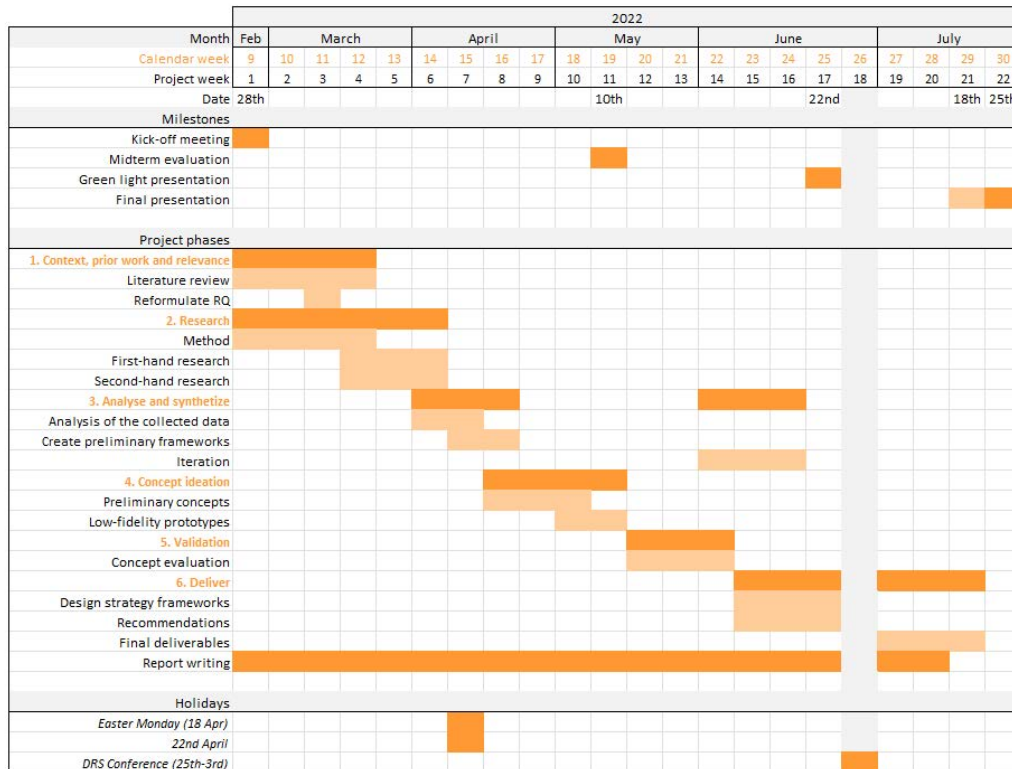 2022
Month Feb March April May June July
Calendar week 9 10 11 12 13 14 15 16 17 18 19 20 21 22 23 24 25 26 27 28 29 30
Project week 1 2 3 4 5 6 7 8 9 10 11 12 13 14 15 16 17 18 19 20 21 22
Date 28th 10th 22nd 18th 25th
Milestones
Kick-off meeting
Midterm evaluation
Green light presentation
Final presentation
Project phases
1. Context, prior work and relevance
Literature review
Reformulate RQ
2. Research
Method
First-hand research
Second-hand research
3. Analyse and synthetize
Analysis of the collected data
Create preliminary frameworks
Iteration
4. Concept ideation
Preliminary concepts
Low-fidelity prototypes
5. Validation
Concept evaluation
6. Deliver
Design strategy frameworks
Recommendations
Final deliverables
Report writing
Holidays
Easter Monday (18 Apr)
22nd April
DRS Conference (25th-3rd)